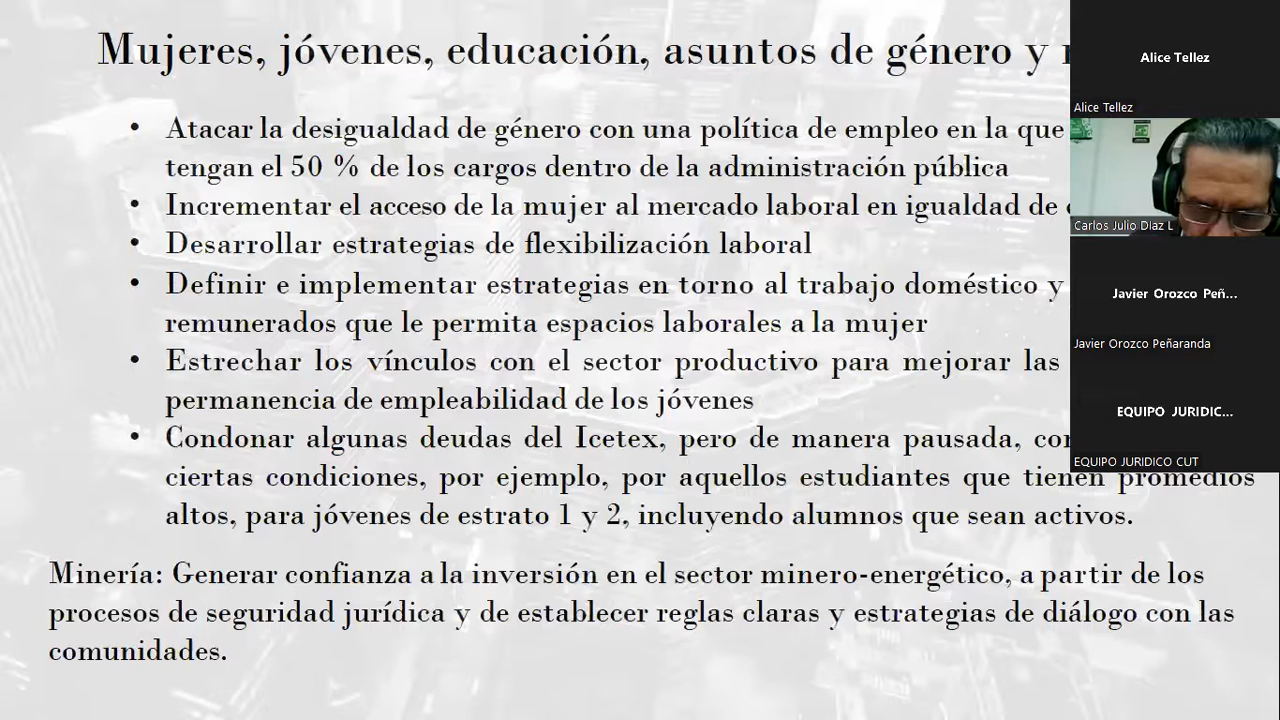 Mujeres, jóvenes, educación, asuntos de género y
Atacar la desigualdad de género con una política de empleo en la que
tengan el 50 % de los cargos dentro de la administración pública
Incrementar el acceso de la mujer al mercado laboral en igualdad de
Desarrollar estrategias de flexibilización laboral
Definir e implementar estrategias en torno al trabajo doméstico y
remunerados que le permita espacios laborales a la mujer
Estrechar los vínculos con el sector productivo para mejorar las
permanencia de empleabilidad de los jóvenes
Condonar algunas deudas del Icetex, pero de manera pausada,
ciertas condiciones, por ejemplo, por aquellos estudiantes que tienen promedios
altos, para jóvenes de estrato 1 y 2, incluyendo alumnos que sean activos.
Minería: Generar confianza a la inversión en el sector minero-energético, a partir de los
procesos de seguridad jurídica y de establecer reglas claras y estrategias de diálogo con las
comunidades.
Alice Tellez
Alice Tellez
Carlos Julio Diaz L
Javier Orozco Peñ...
Javier Orozco Peñaranda
EQUIPO JURIDIC...
EQUIPO JURIDICO CUT